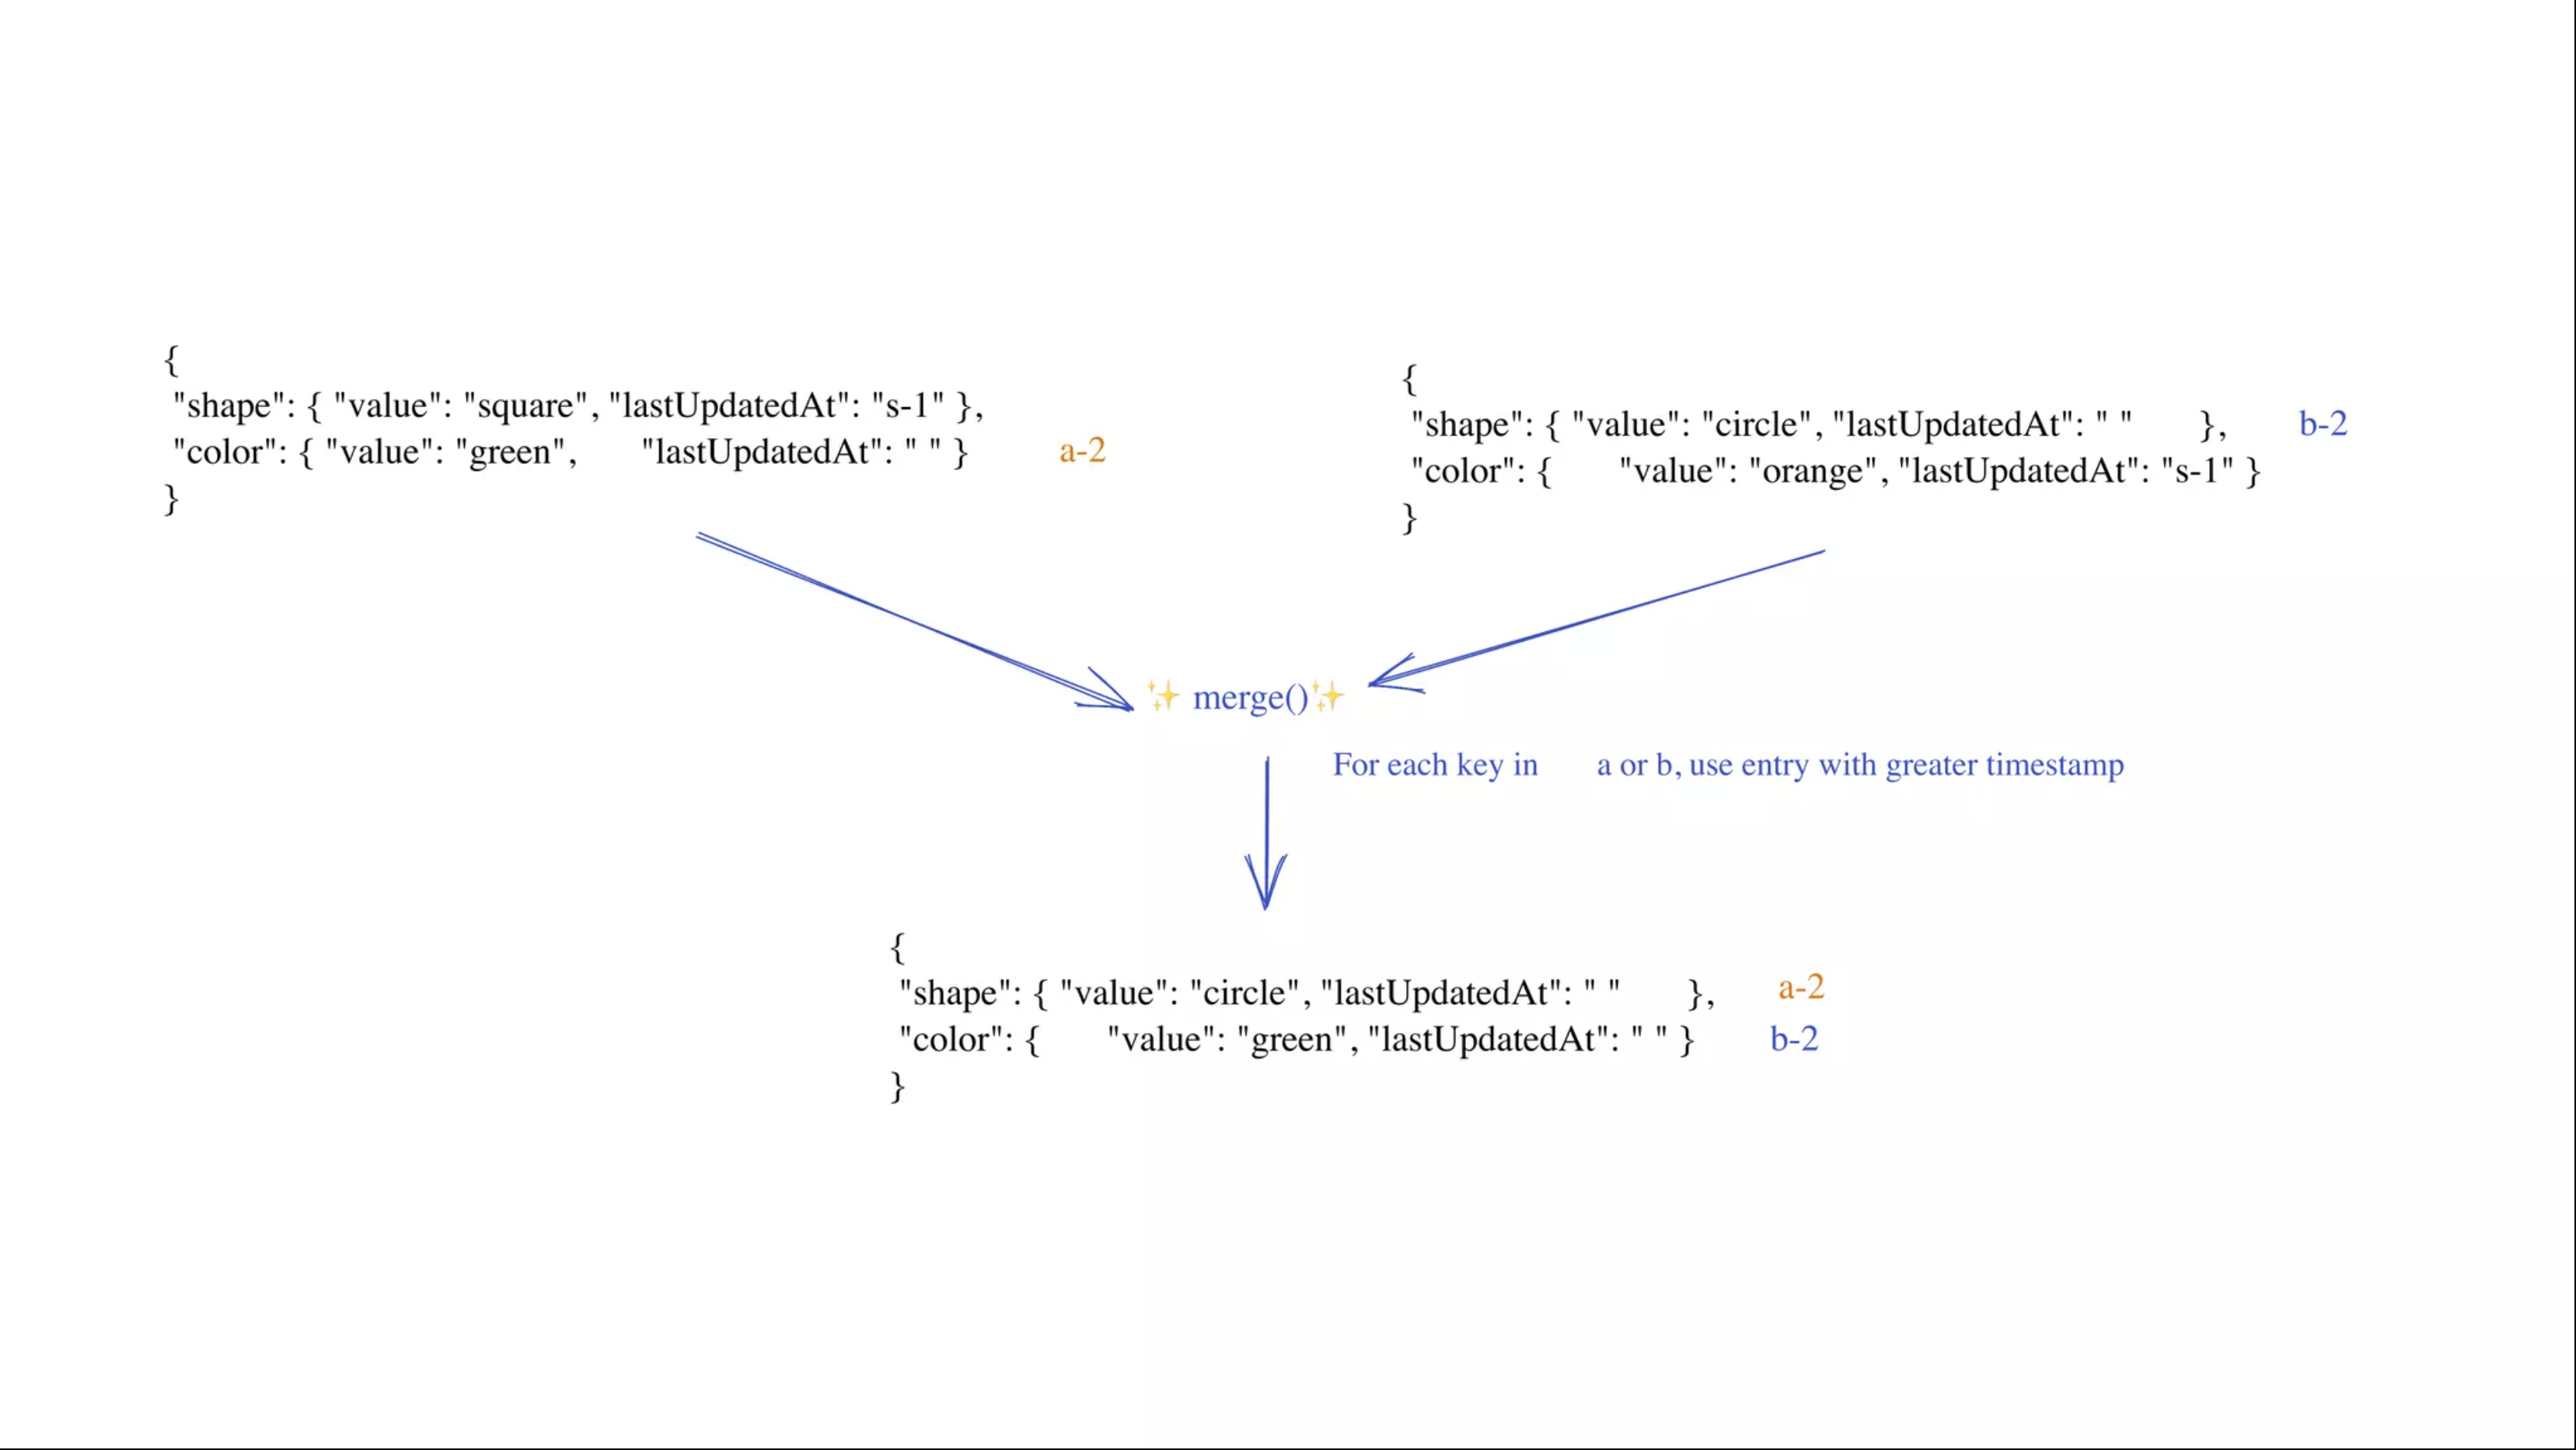 {
"shape": { "value": "square", "lastUpdatedAt": "s-1" },
"color": { "value": "green", "lastUpdatedAt": " " } a-2
}
{
"shape": { "value": "circle", "lastUpdatedAt": " " }, b-2
"color": { "value": "orange", "lastUpdatedAt": "s-1" }
}
✨ merge()✨
For each key in a or b, use entry with greater timestamp
{
"shape": { "value": "circle", "lastUpdatedAt": " " }, a-2
"color": { "value": "green", "lastUpdatedAt": " " } b-2
}